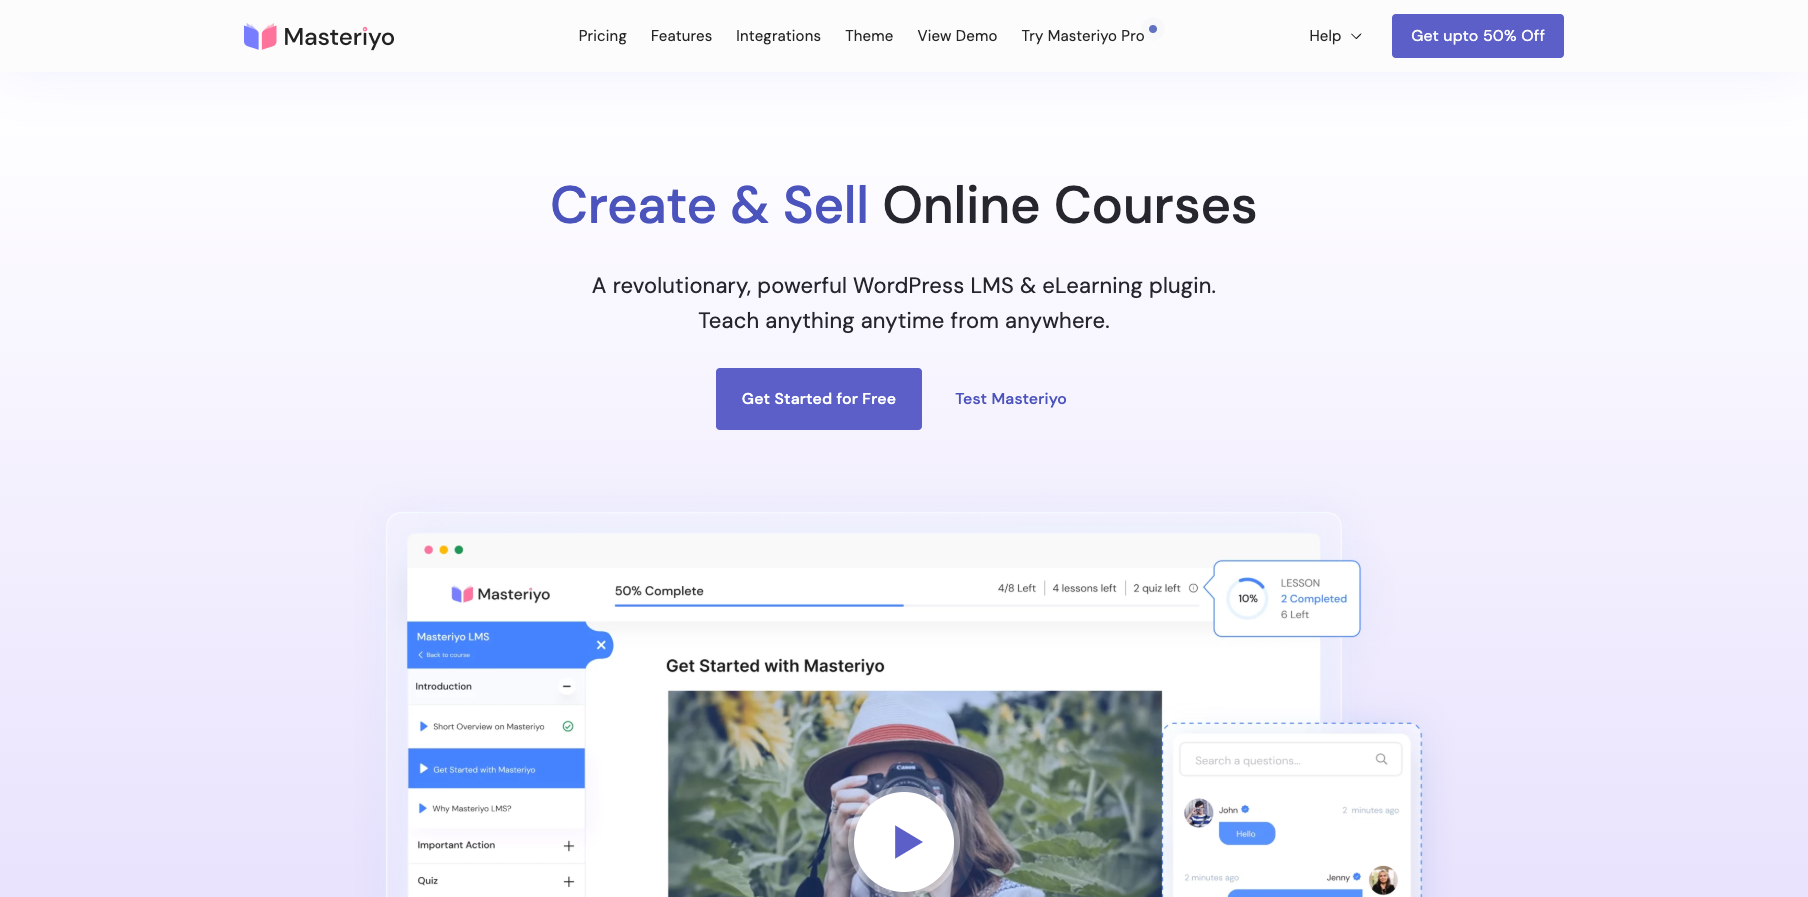 Masteriyo
Pricing
Features
Integrations
Theme
View Demo
Try Masteriyo Pro
Help
Get upto 50% Off
Create & Sell Online Courses
A revolutionary, powerful WordPress LMS & eLearning plugin.
Teach anything anytime from anywhere.
Get Started for Free
Test Masteriyo
Masteriyo
50% Complete
4/8 Left
4 lessons left
2 quiz left
10%
LESSON
2 Completed
6 Left
Masteriyo LMS
Back to course
Introduction
Short Overview on Masteriyo
Get Started with Masteriyo
Why Masteriyo LMS?
Important Action
Quiz
Get Started with Masteriyo
Canon
Search a questions...
John
2 minutes ago
Hello
2 minutes ago
Jenny